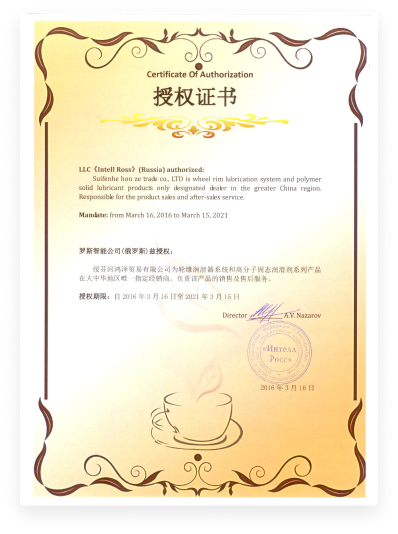 Certificate Of Authorization
授权证书
LLC《Intell Ross》(Russia) authorized:
Suifenhe hon ze trade co., LTD is wheel rim lubrication system and polymer
solid lubricant products only designated dealer in the greater China region.
Responsible for the product sales and after-sales service.
Mandate: from March 16, 2016 to March 15, 2021
罗斯智能公司(俄罗斯)兹授权：
绥芬河鸿泽贸易有限公司为轮缘润滑器系统和高分子固态润滑剂系列产品
在大中华地区唯一指定经销商。负责该产品的销售及售后服务。
授权期限：自 2016 年 3 月 16 日至 2021 年 3 月 15 日
Director A.V. Nazarov
«Интелл
Росс»
2016 年 3 月 16 日